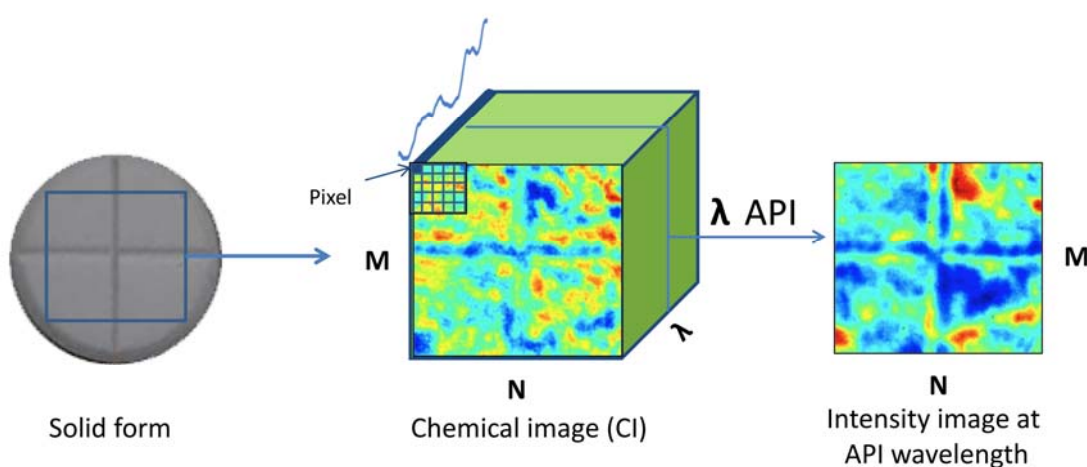 Pixel
M
λ API
M
λ
N
N
Solid form
Chemical image (CI)
Intensity image at
API wavelength